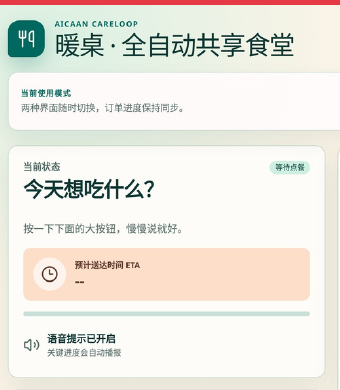 AICAAN CARELOOP
暖桌 · 全自动共享食堂
当前使用模式
两种界面随时切换，订单进度保持同步。
当前状态
等待点餐
今天想吃什么？
按一下下面的大按钮，慢慢说就好。
预计送达时间 ETA
--
语音提示已开启
关键进度会自动播报